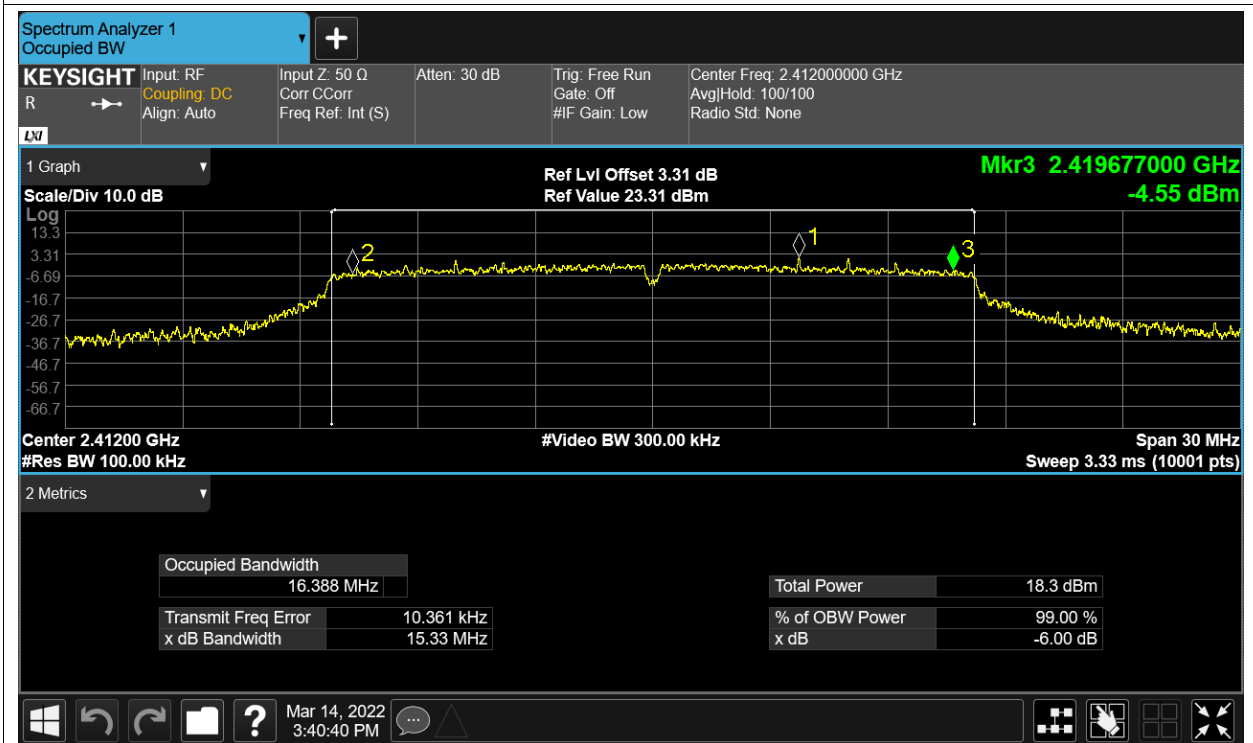 Spectrum Analyzer 1
Occupied BW
KEYSIGHT
R
LXI
Input: RF
Coupling: DC
Align: Auto
Input Z: 50 Ω
Corr CCorr
Freq Ref: Int (S)
Atten: 30 dB
Trig: Free Run
Gate: Off
#IF Gain: Low
Center Freq: 2.412000000 GHz
Avg|Hold: 100/100
Radio Std: None
1 Graph
Scale/Div 10.0 dB
Ref Lvl Offset 3.31 dB
Ref Value 23.31 dBm
Mkr3 2.419677000 GHz
-4.55 dBm
Log
13.3
3.31
-6.69
-16.7
-26.7
-36.7
-46.7
-56.7
-66.7
2
1
3
Center 2.41200 GHz
#Res BW 100.00 kHz
#Video BW 300.00 kHz
Span 30 MHz
Sweep 3.33 ms (10001 pts)
2 Metrics
Occupied Bandwidth
16.388 MHz
Transmit Freq Error 10.361 kHz
x dB Bandwidth 15.33 MHz
Total Power 18.3 dBm
% of OBW Power 99.00 %
x dB -6.00 dB
?
Mar 14, 2022
3:40:40 PM